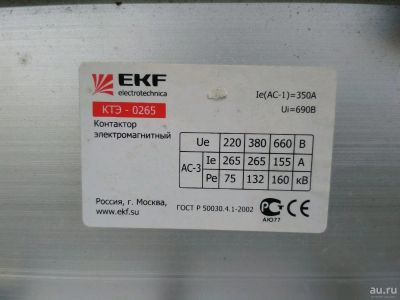 EKF
electrotechnica
Ie(AC-1)=350A
Ui=690В
КТЭ - 0265
Контактор
электромагнитный
Ue 220 380 660 В
AC-3 Ie 265 265 155 A
Pe 75 132 160 кВ
Россия, г. Москва,
www.ekf.su
ГОСТ Р 50030.4.1-2002
АЮ77
au.ru